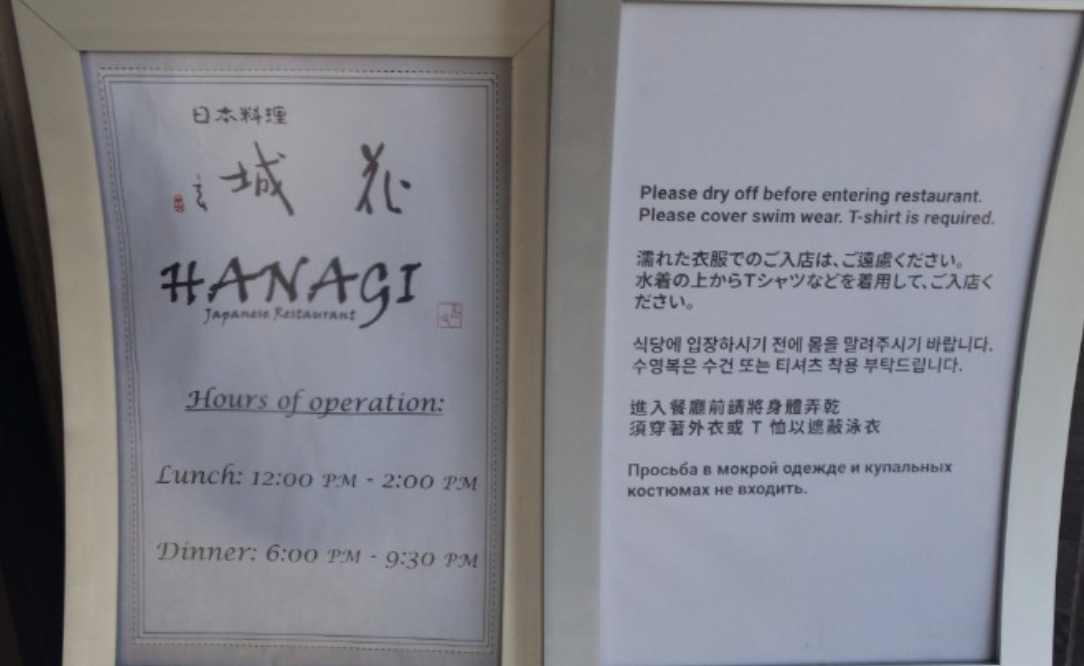 日本料理
花城
HANAGI
Japanese Restaurant
Hours of operation:
Lunch: 12:00 PM - 2:00 PM
Dinner: 6:00 PM - 9:30 PM
Please dry off before entering restaurant.
Please cover swim wear. T-shirt is required.
濡れた衣服でのご入店は、ご遠慮ください。
水着の上からTシャツなどを着用して、ご入店く
ださい。
식당에 입장하시기 전에 몸을 말려주시기 바랍니다.
수영복은 수건 또는 티셔츠 착용 부탁드립니다.
進入餐廳前請將身體弄乾
須穿著外衣或 T 恤以遮蔽泳衣
Просьба в мокрой одежде и купальных
костюмах не входить.